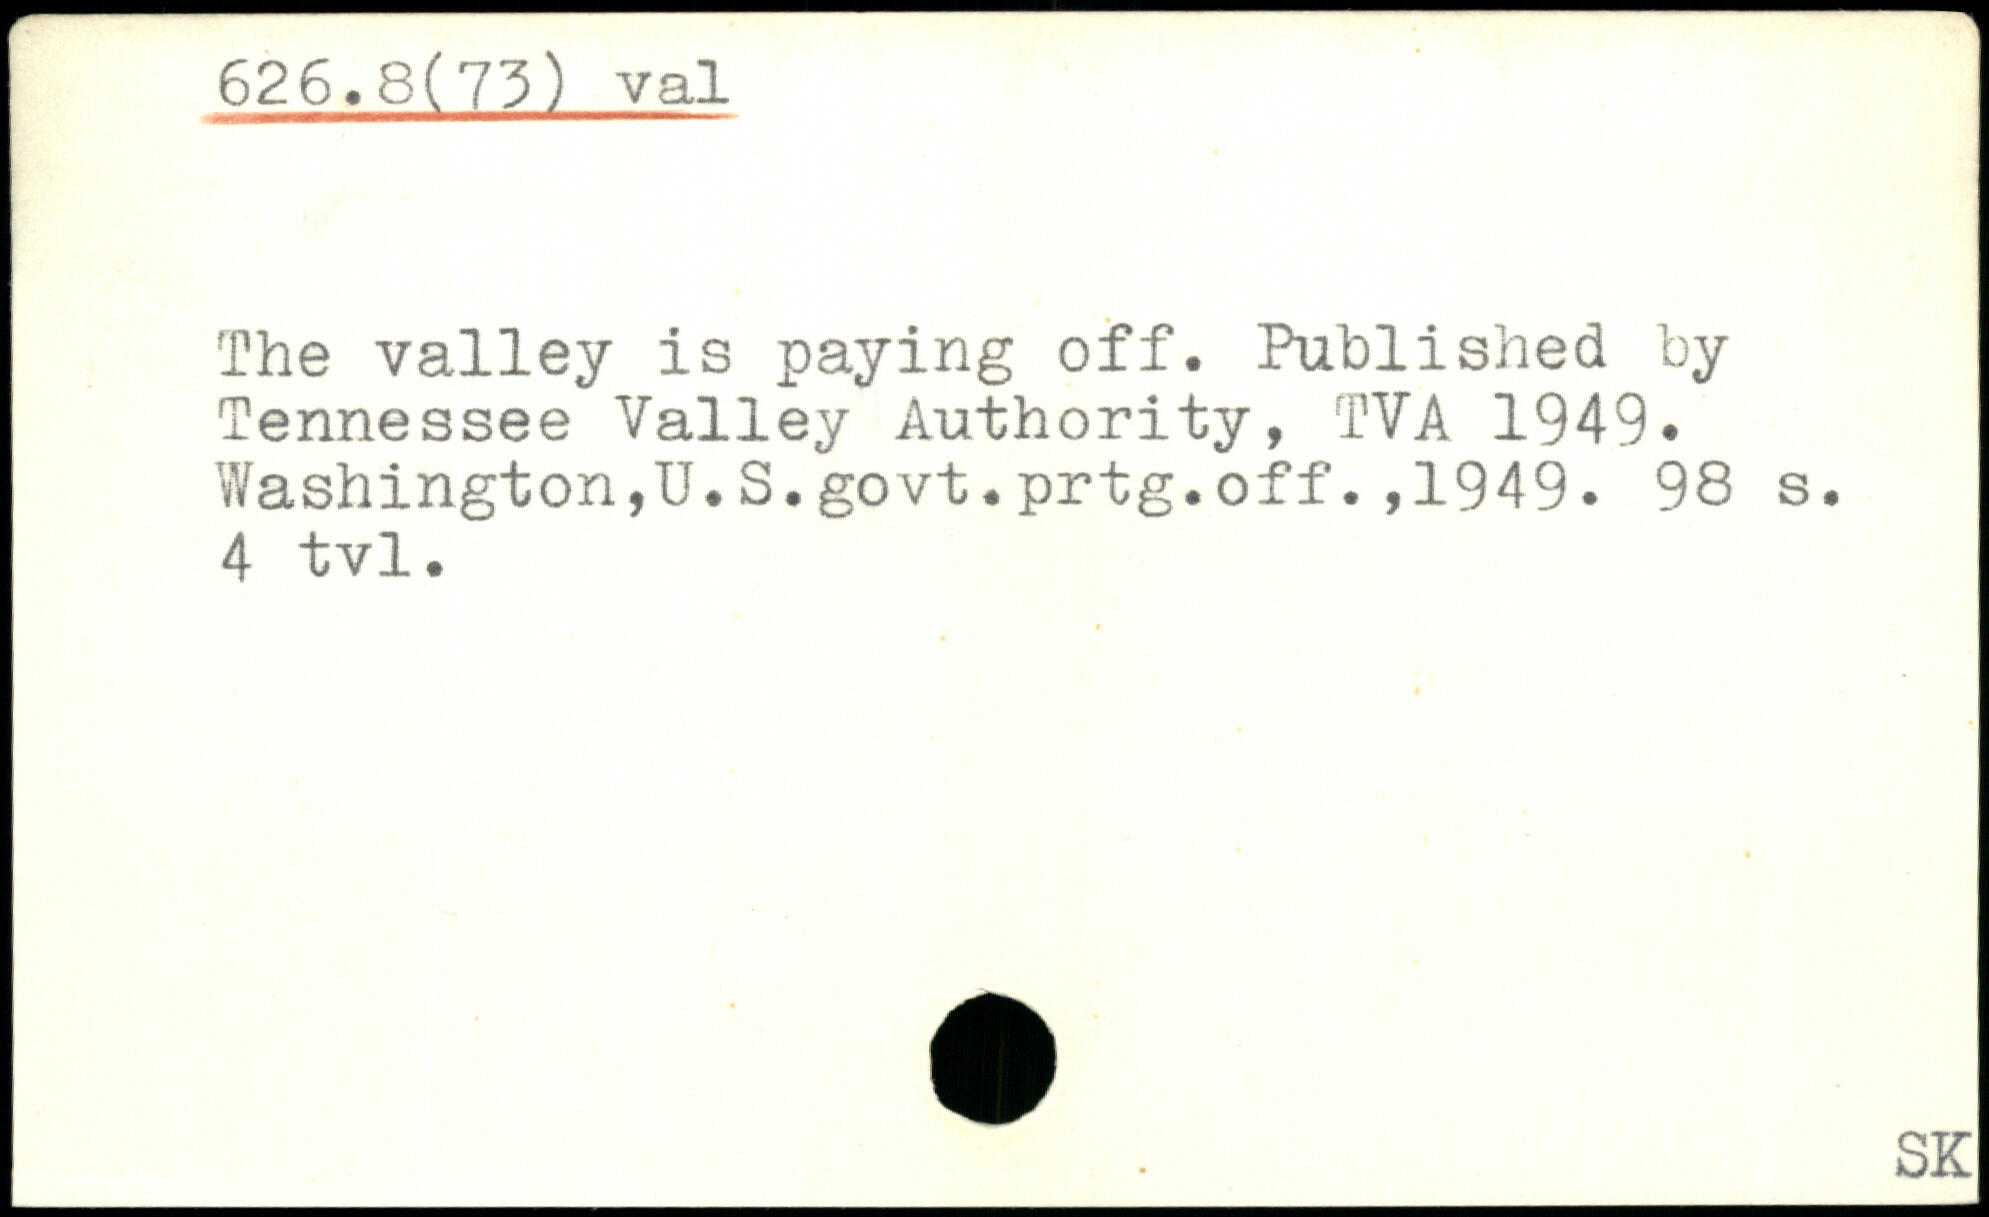 626.8(73) val
The valley is paying off. Published by
Tennessee Valley Authority, TVA 1949.
Washington,U.S.govt.prtg.off.,1949. 98 s.
4 tvl.
SK